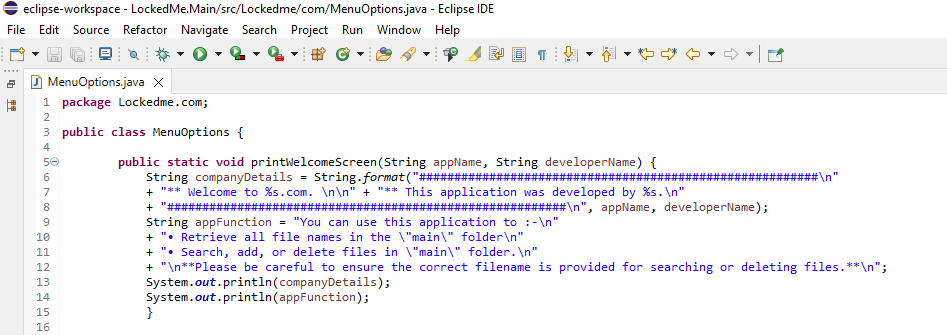 eclipse-workspace - LockedMe.Main/src/Lockedme/com/MenuOptions.java - Eclipse IDE
File Edit Source Refactor Navigate Search Project Run Window Help
MenuOptions.java
1 package Lockedme.com;
2
3 public class MenuOptions {
4
5 public static void printWelcomeScreen(String appName, String developerName) {
6 String companyDetails = String.format("#########################################################\n"
7 + "** Welcome to %s.com. \n\n" + "** This application was developed by %s.\n"
8 + "#########################################################\n", appName, developerName);
9 String appFunction = "You can use this application to :-\n"
10 + "• Retrieve all file names in the \"main\" folder\n"
11 + "• Search, add, or delete files in \"main\" folder.\n"
12 + "\n**Please be careful to ensure the correct filename is provided for searching or deleting files.**\n";
13 System.out.println(companyDetails);
14 System.out.println(appFunction);
15 }
16